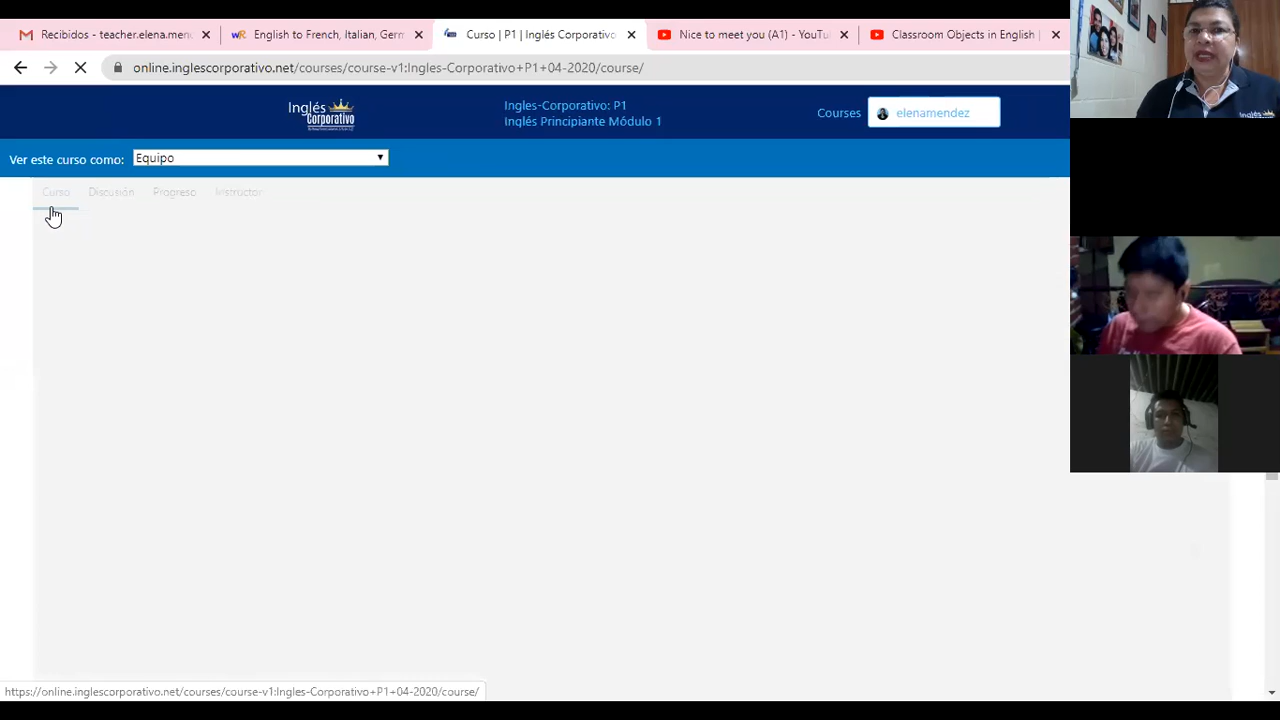 Recibidos - teacher.elena.men
English to French, Italian, Germ
Curso | P1 | Inglés Corporativo
Nice to meet you (A1) - YouTu
Classroom Objects in English |
online.inglescorporativo.net/courses/course-v1:Ingles-Corporativo+P1+04-2020/course/
Inglés
Corporativo
Ingles-Corporativo: P1
Inglés Principiante Módulo 1
Courses
elenamendez
Ver este curso como:
Equipo
Curso
Discusión
Progreso
Instructor
https://online.inglescorporativo.net/courses/course-v1:Ingles-Corporativo+P1+04-2020/course/